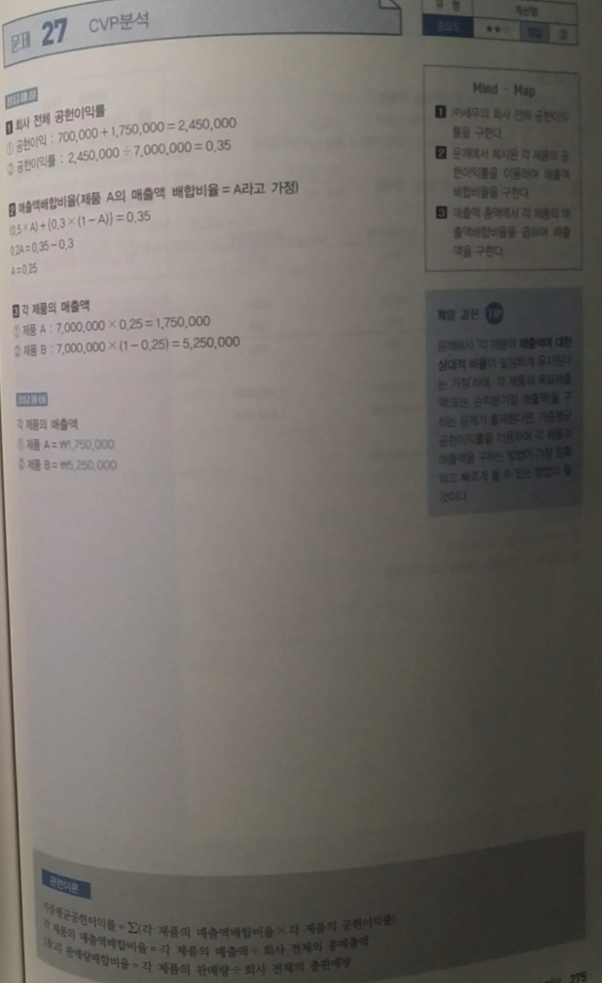 문제 27 CVP분석
유 형 계산형
중요도 ★★☆ 정답 ③
정답해설
1 회사 전체 공헌이익률
① 공헌이익 : 700,000+1,750,000=2,450,000
② 공헌이익률 : 2,450,000÷7,000,000=0.35
2 매출액배합비율(제품 A의 매출액 배합비율=A라고 가정)
(0.5×A)+{0.3×(1-A)}=0.35
0.2A=0.35-0.3
A=0.25
3 각 제품의 매출액
① 제품 A : 7,000,000×0.25=1,750,000
② 제품 B : 7,000,000×(1-0.25)=5,250,000
각 제품의 매출액
① 제품 A=₩1,750,000
② 제품 B=₩5,250,000
Mind - Map
1 ㈜세무의 회사 전체 공헌이익
률을 구한다.
2 문제에서 제시된 각 제품의 공
헌이익률을 이용하여 매출액
배합비율을 구한다.
3 매출액 총액에서 각 제품의 매
출액배합비율을 곱하여 매출
액을 구한다.
해답 같은 TIP
문제에서 '각 제품의 매출액에 대한
상대적 비율이 일정하게 유지된다
는 가정'하에, 각 제품의 목표매출
액(또는 손익분기점 매출액)을 구
하는 문제가 출제된다면, 가중평균
공헌이익률을 이용하여 각 제품의
매출액을 구하는 방법이 가장 정확
하고 빠르게 풀 수 있는 방법이 될
것이다.
관련이론
가중평균공헌이익률=∑(각 제품의 매출액배합비율×각 제품의 공헌이익률)
각 제품의 매출액배합비율=각 제품의 매출액÷회사 전체의 총매출액
[참고] 판매량배합비율=각 제품의 판매량÷회사 전체의 총판매량
275